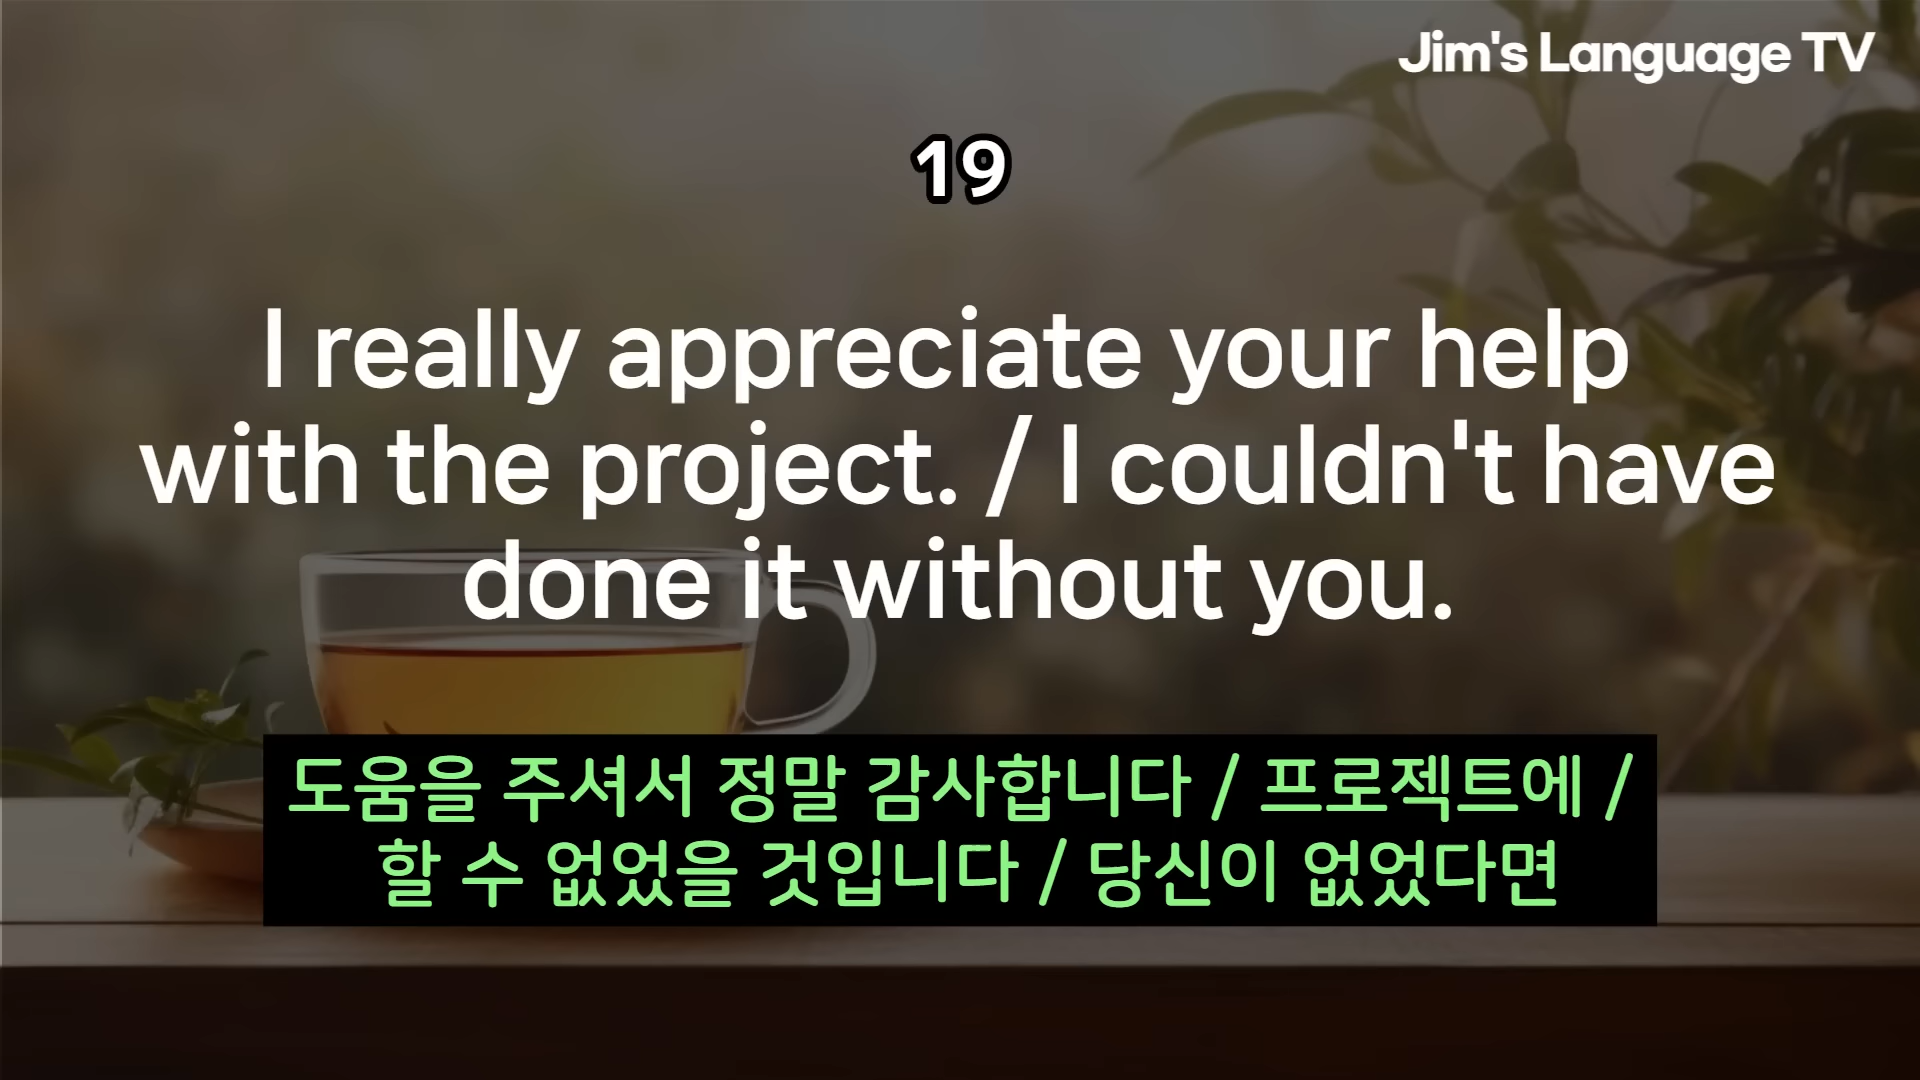 Jim's Language TV
19
I really appreciate your help
with the project. / I couldn't have
done it without you.
도움을 주셔서 정말 감사합니다 / 프로젝트에 /
할 수 없었을 것입니다 / 당신이 없었다면